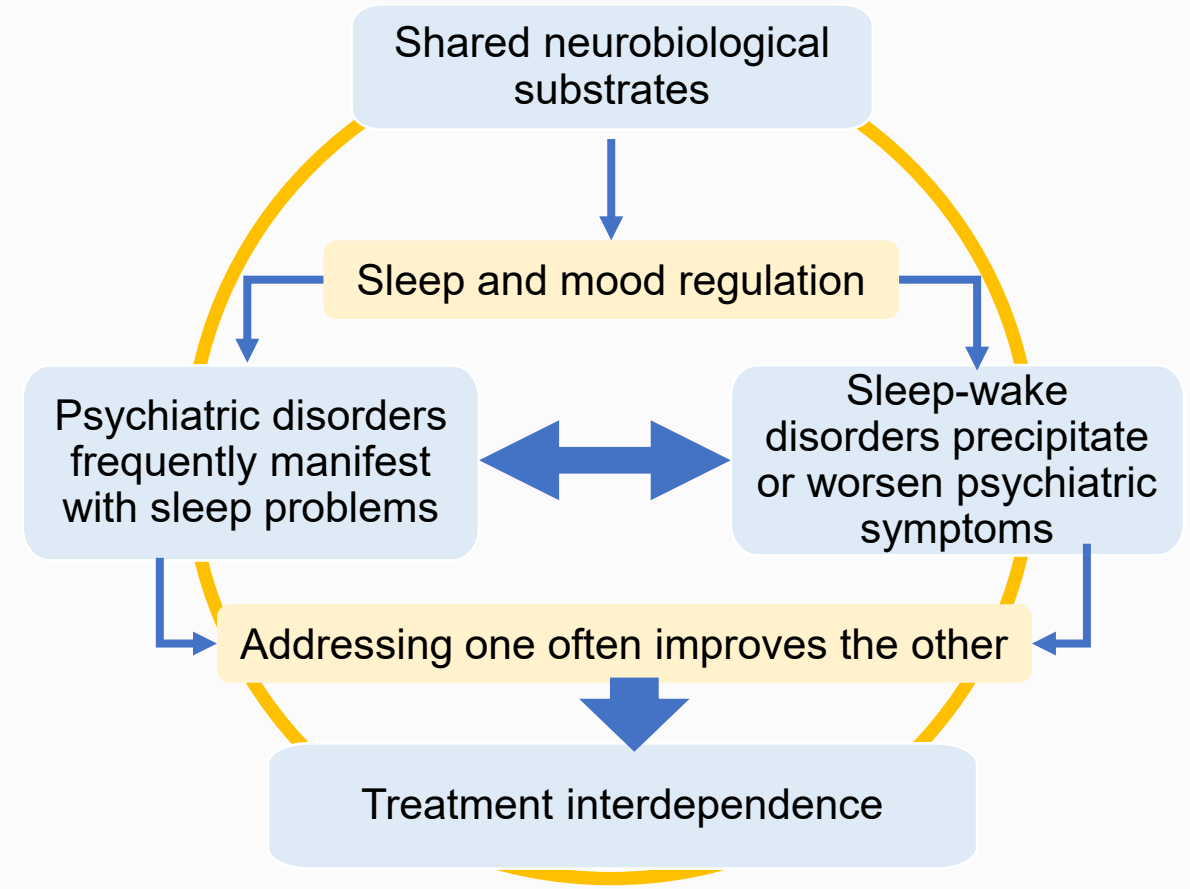 Shared neurobiological
substrates
Sleep and mood regulation
Psychiatric disorders
frequently manifest
with sleep problems
Sleep-wake
disorders precipitate
or worsen psychiatric
symptoms
Addressing one often improves the other
Treatment interdependence